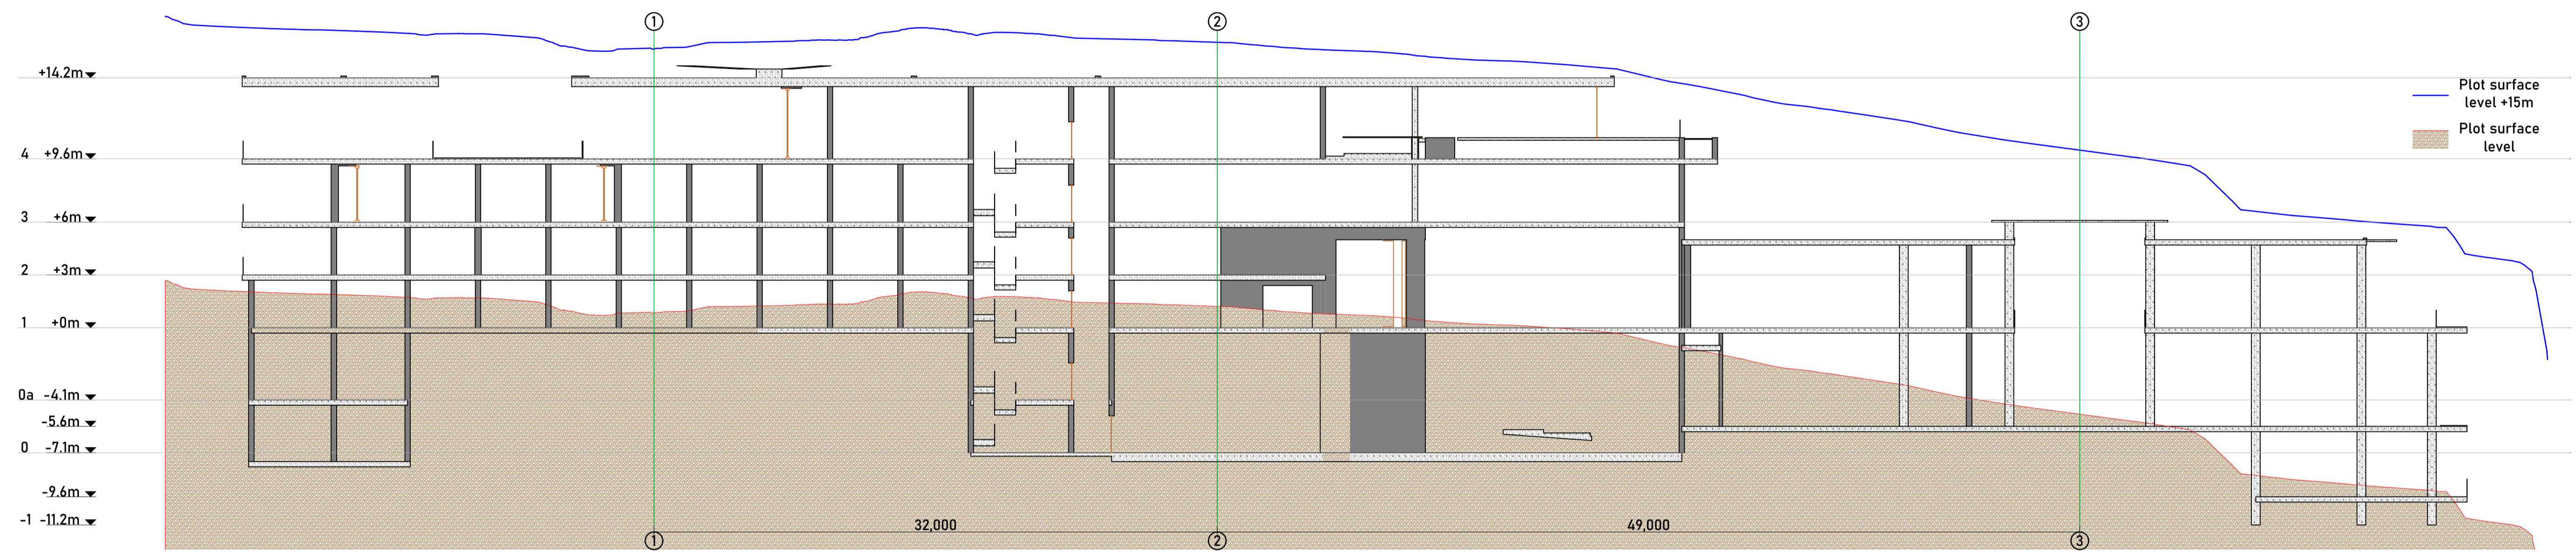 1 2 3
+14.2m
Plot surface
level +15m
Plot surface
level
4 +9.6m
3 +6m
2 +3m
1 +0m
0a -4.1m
-5.6m
0 -7.1m
-9.6m
-1 -11.2m
32,000 49,000
1 2 3